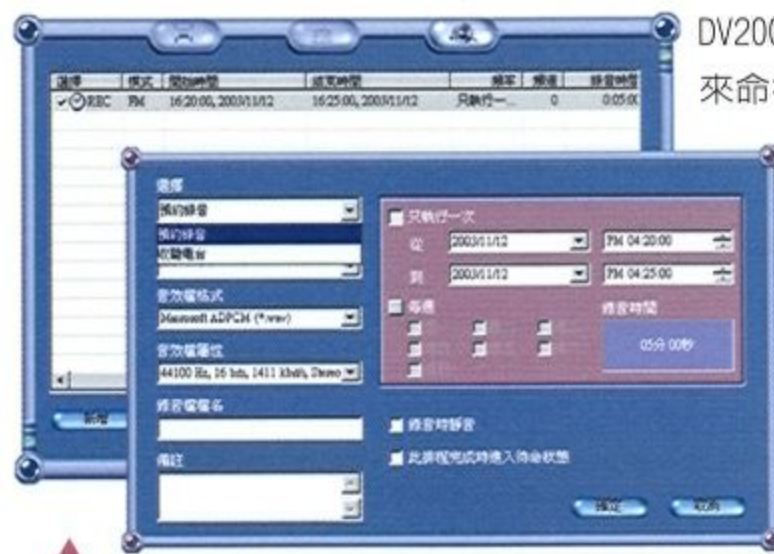 DV200
來命
選擇 模式 開始時間 結束時間 頻率 頻道 錄音時間
REC FM 16:20:00, 2003/11/12 16:25:00, 2003/11/12 只執行一... 0 0:05:00
選擇
預約錄音
預約錄音
收聽電台
音效檔格式
Microsoft ADPCM (*.wav)
音效檔屬性
44100 Hz, 16 bits, 1411 kbd/s, Stereo
錄音檔檔名
備註
只執行一次
從 2003/11/12 PM 04:20:00
到 2003/11/12 PM 04:25:00
每週
錄音時間
05分 00秒
錄音時靜音
此排程完成時進入待命狀態
新增
確定 取消